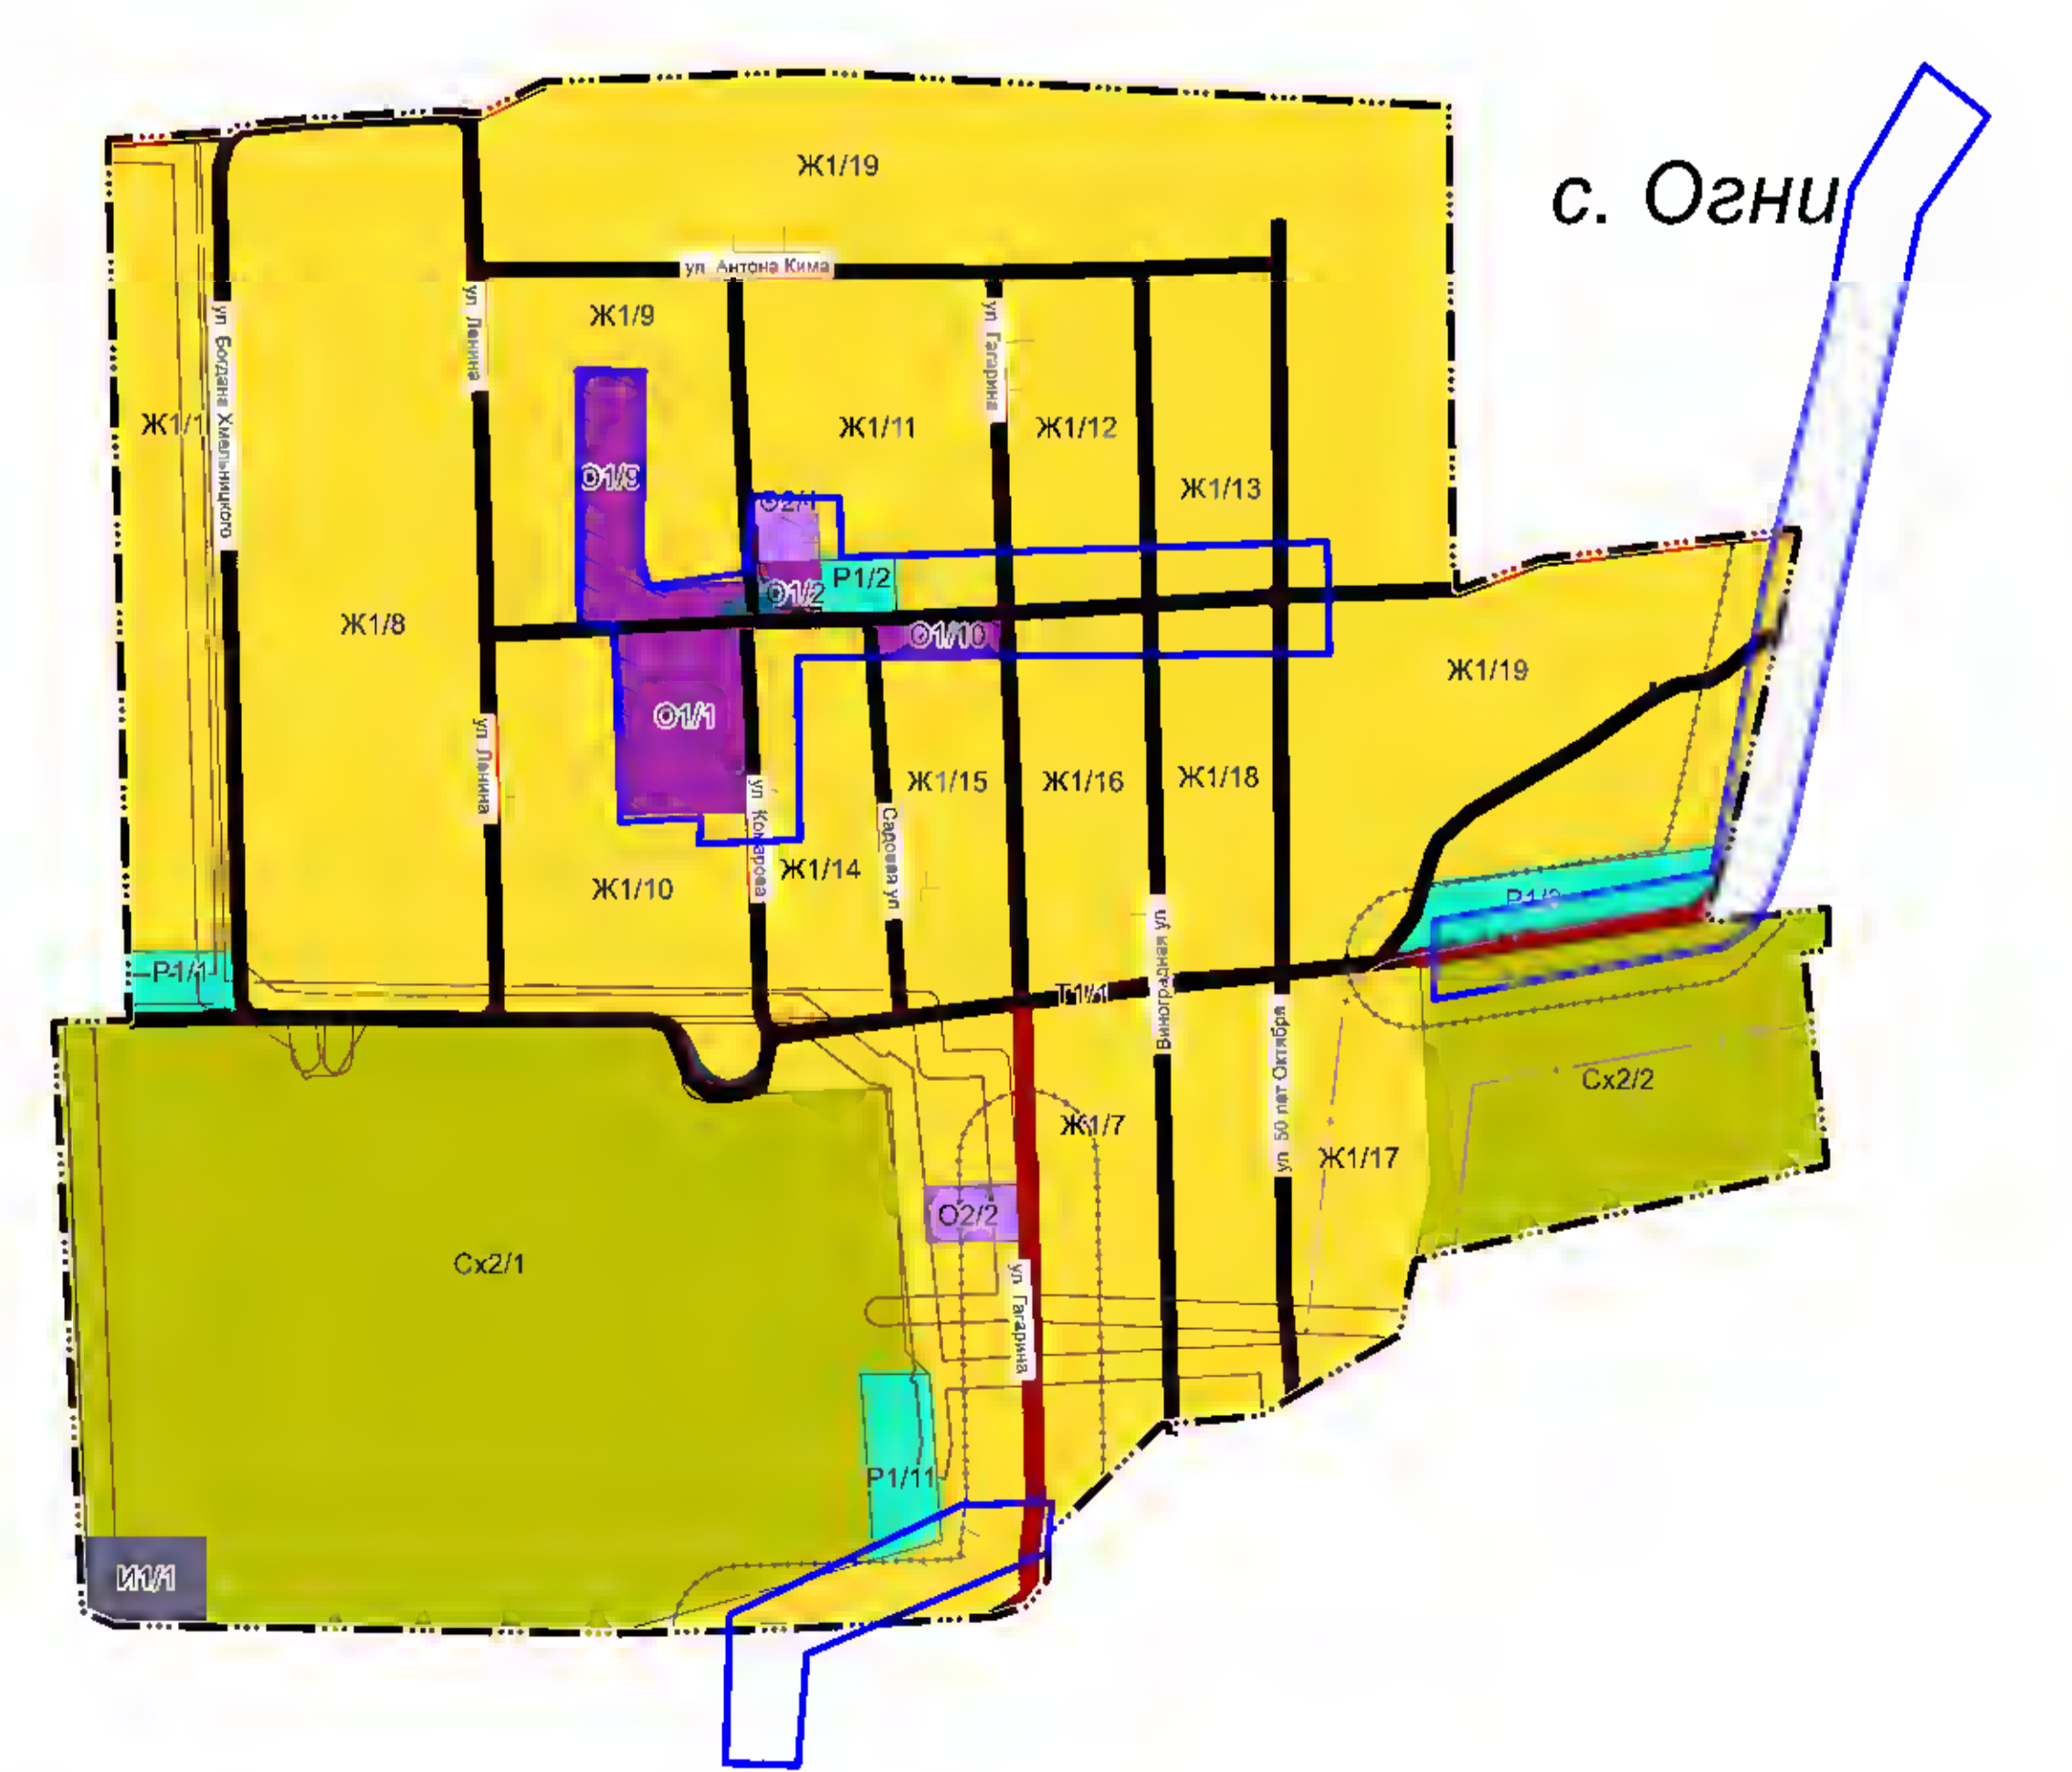 Ж1/19
с. Огни
ул Антона Кима
ул Богдана Хмельницкого
ул Ленина
Ж1/9
ул Гагарина
Ж1/1
Ж1/11
Ж1/12
О1/9
Ж1/13
О2/1
Р1/2
О1/2
Ж1/8
О1/10
Ж1/19
О1/1
ул Ленина
Ж1/15
Ж1/16
Ж1/18
ул Комарова
Садовая ул
Ж1/14
Ж1/10
Р1/1
Т1/1
Виноградная ул
ул 50 лет Октября
Сх2/2
Ж1/7
Ж1/17
О2/2
Сх2/1
ул Гагарина
Р1/11
И1/1